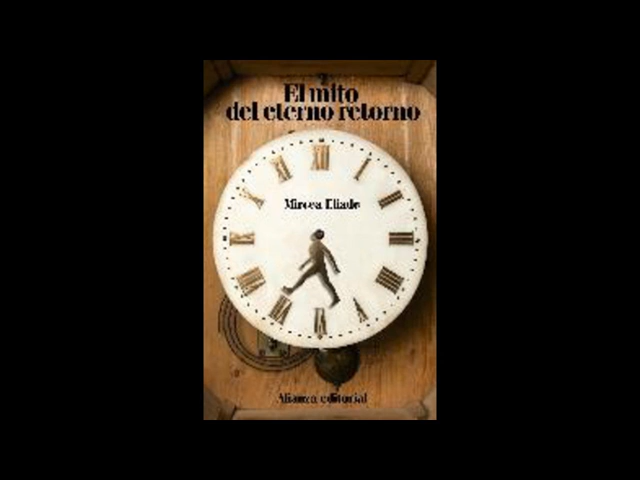 El mito
del eterno retorno
Mircea Eliade
Alianza editorial